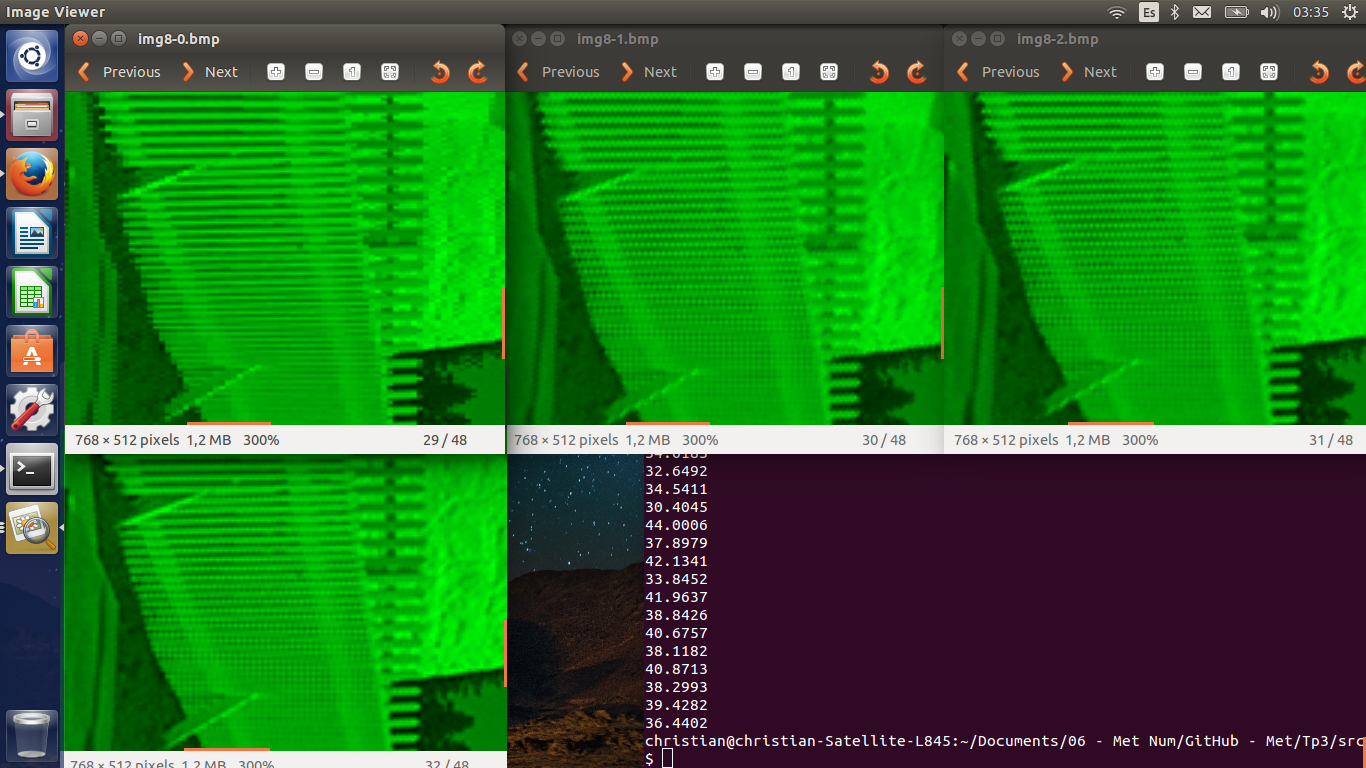 Image Viewer
Es
03:35
img8-0.bmp
Previous
Next
768 × 512 pixels 1,2 MB 300%
29 / 48
img8-1.bmp
Previous
Next
768 × 512 pixels 1,2 MB 300%
30 / 48
img8-2.bmp
Previous
Next
768 × 512 pixels 1,2 MB 300%
31 / 48
768 × 512 pixels 1,2 MB 300%
32 / 48
32.6492
34.5411
30.4045
44.0006
37.8979
42.1341
33.8452
41.9637
38.8426
40.6757
38.1182
40.8713
38.2993
39.4282
36.4402
christian@christian-Satellite-L845:~/Documents/06 - Met Num/GitHub - Met/Tp3/src
$